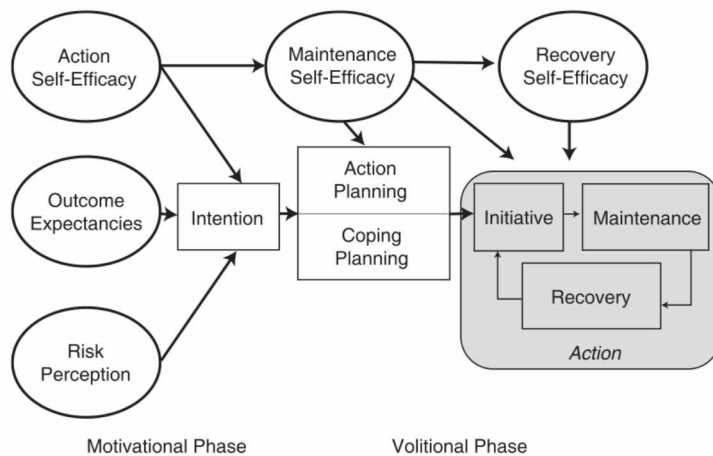 Action
Self-Efficacy
Maintenance
Self-Efficacy
Recovery
Self-Efficacy
Outcome
Expectancies
Intention
Action
Planning
Coping
Planning
Initiative
Maintenance
Recovery
Action
Risk
Perception
Motivational Phase
Volitional Phase